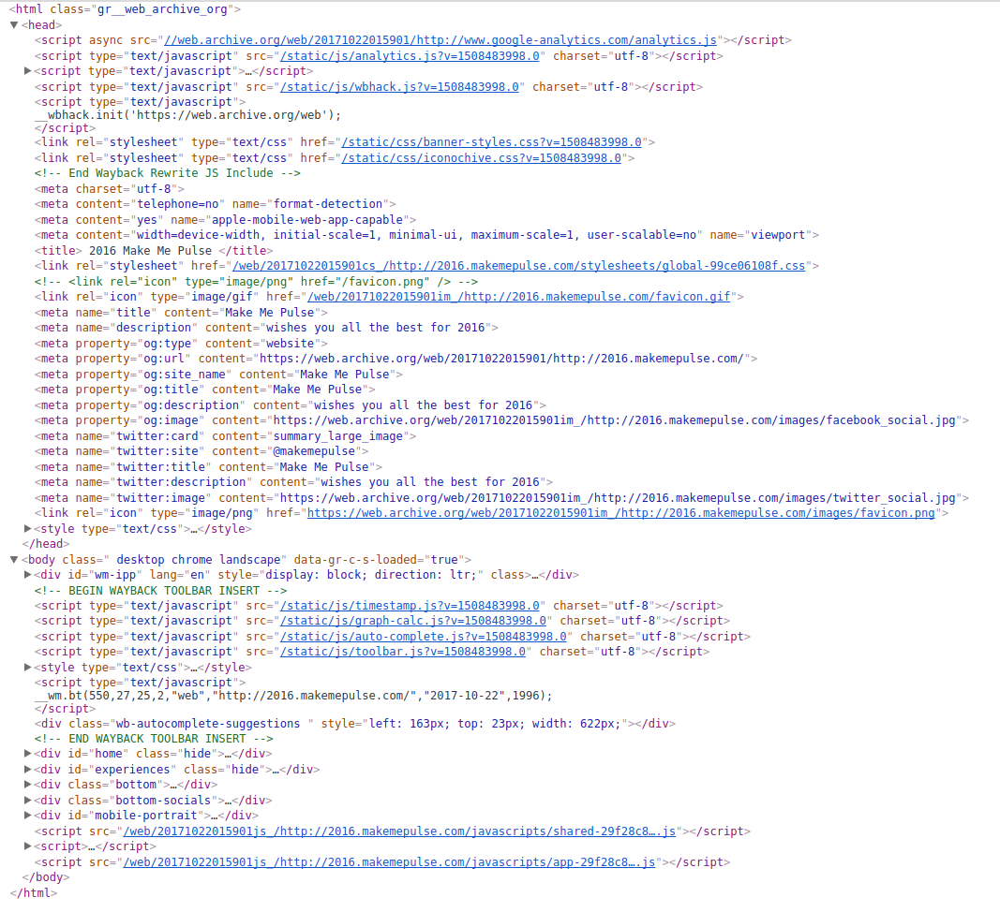 <html class="gr__web_archive_org">
▼<head>
<script async src="//web.archive.org/web/20171022015901/http://www.google-analytics.com/analytics.js"></script>
<script type="text/javascript" src="/static/js/analytics.js?v=1508483998.0" charset="utf-8"></script>
▶<script type="text/javascript">…</script>
<script type="text/javascript" src="/static/js/wbhack.js?v=1508483998.0" charset="utf-8"></script>
<script type="text/javascript">
__wbhack.init('https://web.archive.org/web');
</script>
<link rel="stylesheet" type="text/css" href="/static/css/banner-styles.css?v=1508483998.0">
<link rel="stylesheet" type="text/css" href="/static/css/iconochive.css?v=1508483998.0">
<!-- End Wayback Rewrite JS Include -->
<meta charset="utf-8">
<meta content="telephone=no" name="format-detection">
<meta content="yes" name="apple-mobile-web-app-capable">
<meta content="width=device-width, initial-scale=1, minimal-ui, maximum-scale=1, user-scalable=no" name="viewport">
<title> 2016 Make Me Pulse </title>
<link rel="stylesheet" href="/web/20171022015901cs_/http://2016.makemepulse.com/stylesheets/global-99ce06108f.css">
<!-- <link rel="icon" type="image/png" href="/favicon.png" /> -->
<link rel="icon" type="image/gif" href="/web/20171022015901im_/http://2016.makemepulse.com/favicon.gif">
<meta name="title" content="Make Me Pulse">
<meta name="description" content="wishes you all the best for 2016">
<meta property="og:type" content="website">
<meta property="og:url" content="https://web.archive.org/web/20171022015901/http://2016.makemepulse.com/">
<meta property="og:site_name" content="Make Me Pulse">
<meta property="og:title" content="Make Me Pulse">
<meta property="og:description" content="wishes you all the best for 2016">
<meta property="og:image" content="https://web.archive.org/web/20171022015901im_/http://2016.makemepulse.com/images/facebook_social.jpg">
<meta name="twitter:card" content="summary_large_image">
<meta name="twitter:site" content="@makemepulse">
<meta name="twitter:title" content="Make Me Pulse">
<meta name="twitter:description" content="wishes you all the best for 2016">
<meta name="twitter:image" content="https://web.archive.org/web/20171022015901im_/http://2016.makemepulse.com/images/twitter_social.jpg">
<link rel="icon" type="image/png" href="https://web.archive.org/web/20171022015901im_/http://2016.makemepulse.com/images/favicon.png">
▶<style type="text/css">…</style>
</head>
▼<body class=" desktop chrome landscape" data-gr-c-s-loaded="true">
▶<div id="wm-ipp" lang="en" style="display: block; direction: ltr;" class>…</div>
<!-- BEGIN WAYBACK TOOLBAR INSERT -->
<script type="text/javascript" src="/static/js/timestamp.js?v=1508483998.0" charset="utf-8"></script>
<script type="text/javascript" src="/static/js/graph-calc.js?v=1508483998.0" charset="utf-8"></script>
<script type="text/javascript" src="/static/js/auto-complete.js?v=1508483998.0" charset="utf-8"></script>
<script type="text/javascript" src="/static/js/toolbar.js?v=1508483998.0" charset="utf-8"></script>
▶<style type="text/css">…</style>
<script type="text/javascript">
__wm.bt(550,27,25,2,"web","http://2016.makemepulse.com/","2017-10-22",1996);
</script>
<div class="wb-autocomplete-suggestions " style="left: 163px; top: 23px; width: 622px;"></div>
<!-- END WAYBACK TOOLBAR INSERT -->
▶<div id="home" class="hide">…</div>
▶<div id="experiences" class="hide">…</div>
▶<div class="bottom">…</div>
▶<div class="bottom-socials">…</div>
▶<div id="mobile-portrait">…</div>
<script src="/web/20171022015901js_/http://2016.makemepulse.com/javascripts/shared-29f28c8….js"></script>
▶<script>…</script>
<script src="/web/20171022015901js_/http://2016.makemepulse.com/javascripts/app-29f28c8….js"></script>
</body>
</html>